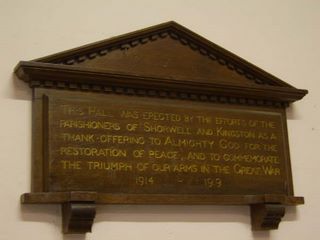 THIS HALL WAS ERECTED BY THE EFFORTS OF THE
PARISHIONERS OF SHORWELL AND KINGSTON AS A
THANK-OFFERING TO ALMIGHTY GOD FOR THE
RESTORATION OF PEACE, AND TO COMMEMORATE
THE TRIUMPH OF OUR ARMS IN THE GREAT WAR
1914 - 1919